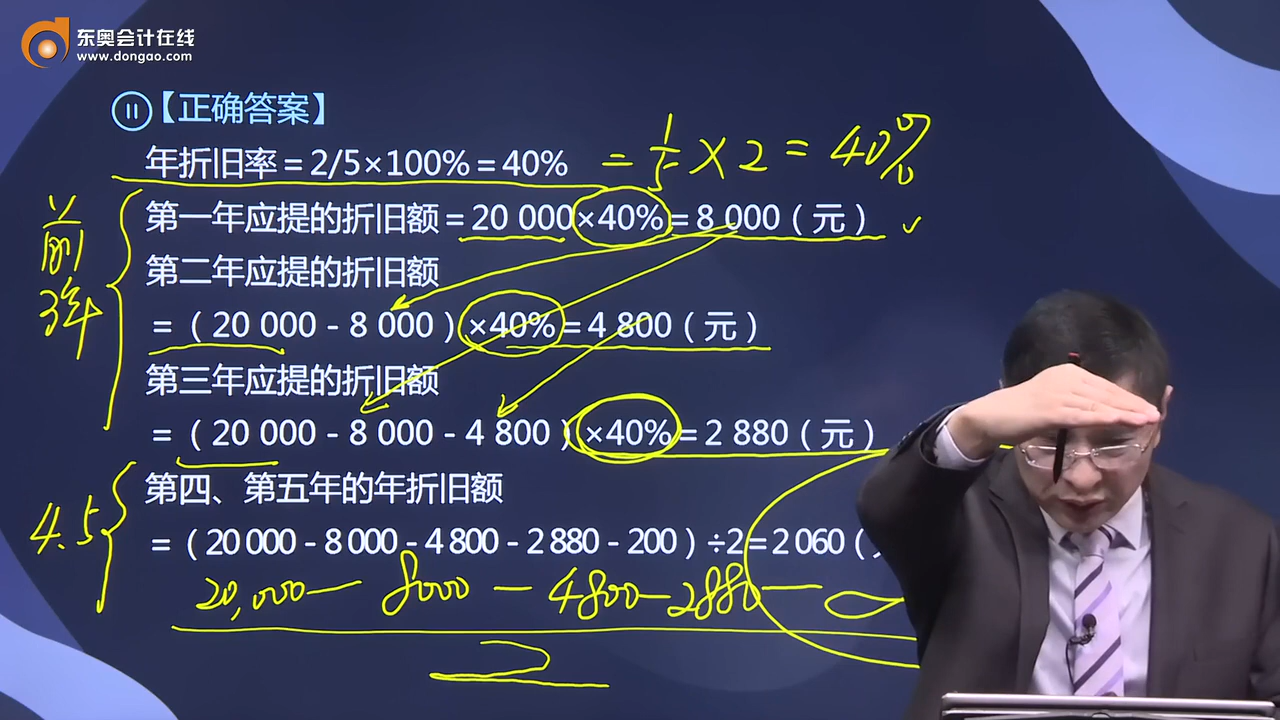 东奥会计在线
www.dongao.com
【正确答案】
年折旧率=2/5×100%=40% = 1/5 × 2 = 40%
前3年
第一年应提的折旧额=20 000×40%=8 000(元)
第二年应提的折旧额
=(20 000-8 000)×40%=4 800(元)
第三年应提的折旧额
=(20 000-8 000-4 800)×40%=2 880(元)
4.5
第四、第五年的年折旧额
=(20 000-8 000-4 800-2 880-200)÷2=2 060(
20,000— 8000 — 4800—2880—
2